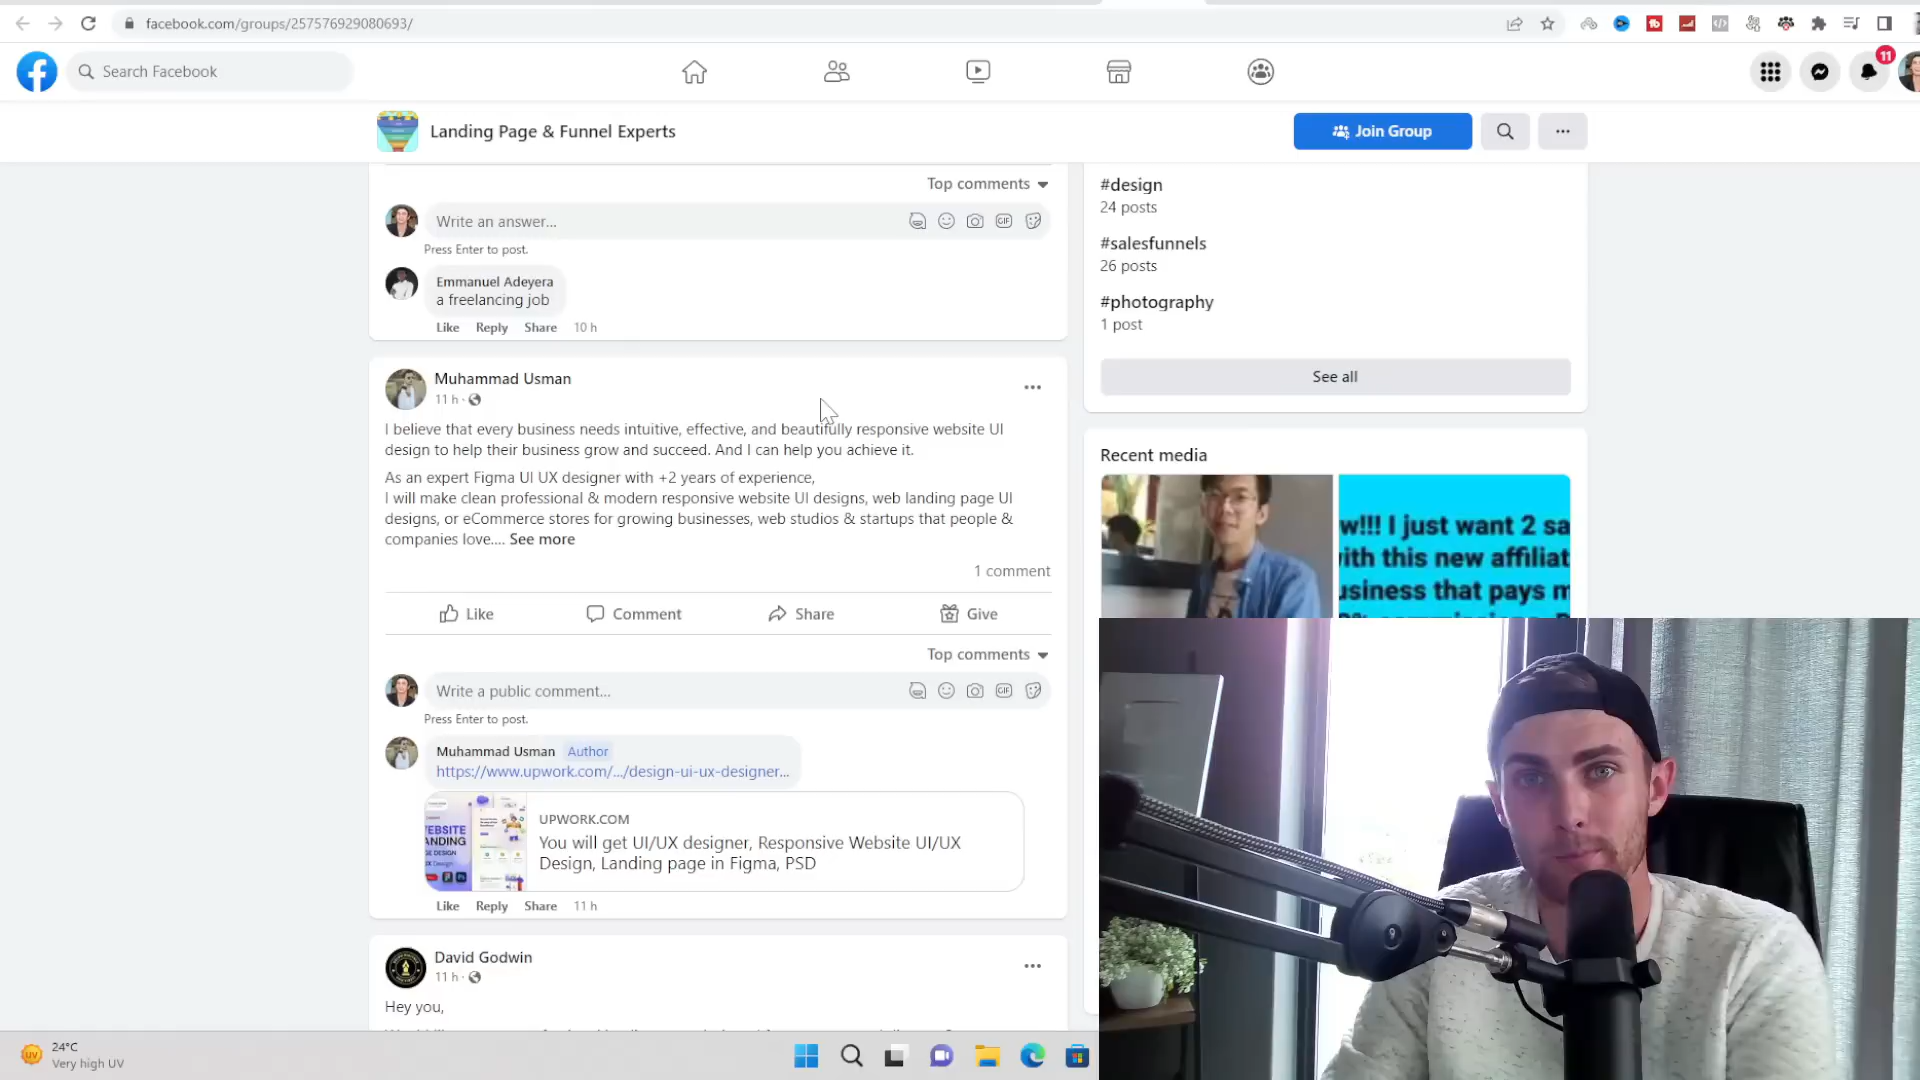 facebook.com/groups/257576929080693/
Search Facebook
11
Landing Page & Funnel Experts
Join Group
Top comments
Write an answer...
GIF
Press Enter to post.
Emmanuel Adeyera
a freelancing job
Like Reply Share 10 h
Muhammad Usman
11 h
I believe that every business needs intuitive, effective, and beautifully responsive website UI
design to help their business grow and succeed. And I can help you achieve it.
As an expert Figma UI UX designer with +2 years of experience,
I will make clean professional & modern responsive website UI designs, web landing page UI
designs, or eCommerce stores for growing businesses, web studios & startups that people &
companies love.... See more
1 comment
Like Comment Share Give
Top comments
Write a public comment...
GIF
Press Enter to post.
Muhammad Usman Author
https://www.upwork.com/.../design-ui-ux-designer...
UPWORK.COM
You will get UI/UX designer, Responsive Website UI/UX
Design, Landing page in Figma, PSD
Like Reply Share 11 h
David Godwin
11 h
Hey you,
#design
24 posts
#salesfunnels
26 posts
#photography
1 post
See all
Recent media
w!!! I just want 2 sa
ith this new affiliat
usiness that pays m
24°C
Very high UV